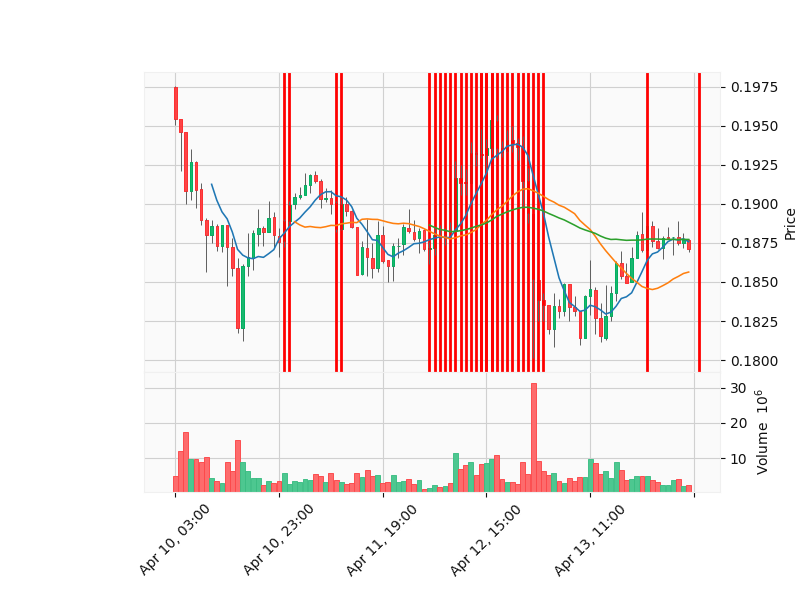 0.1975
0.1950
0.1925
0.1900
0.1875
0.1850
0.1825
0.1800
Price
30
20
10
Volume 10⁶
Apr 10, 03:00
Apr 10, 23:00
Apr 11, 19:00
Apr 12, 15:00
Apr 13, 11:00